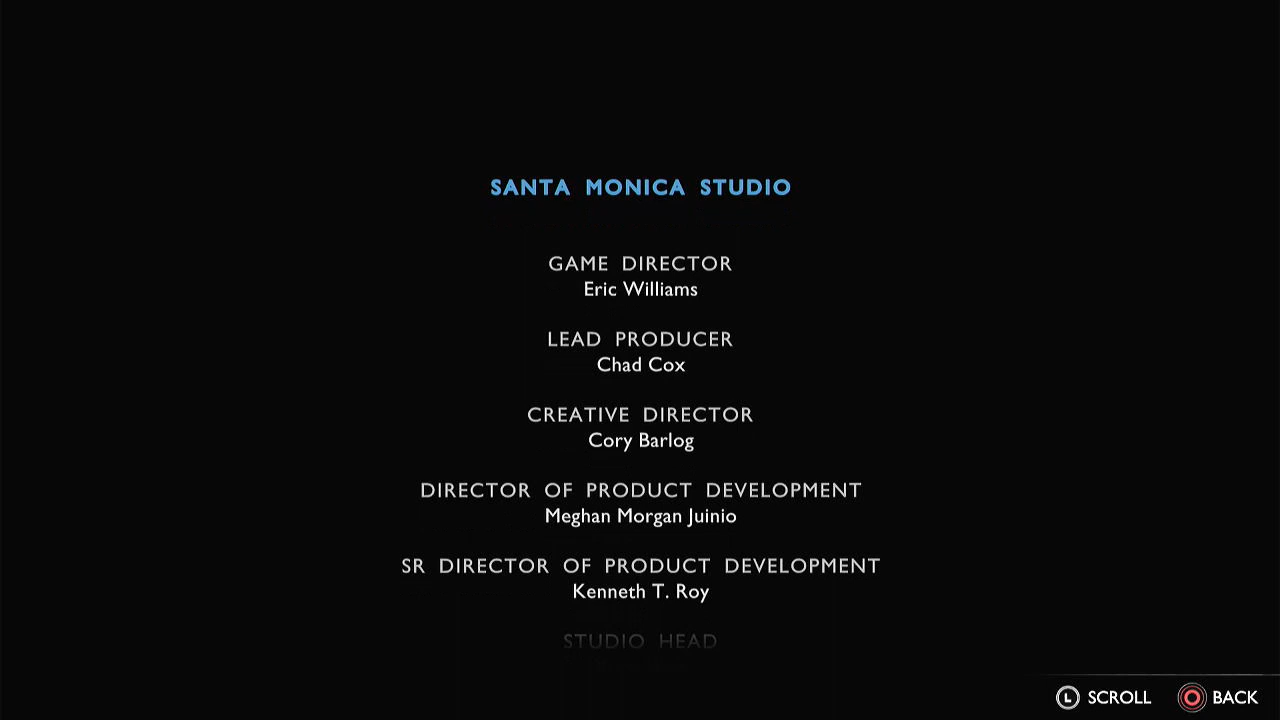 SANTA MONICA STUDIO
GAME DIRECTOR
Eric Williams
LEAD PRODUCER
Chad Cox
CREATIVE DIRECTOR
Cory Barlog
DIRECTOR OF PRODUCT DEVELOPMENT
Meghan Morgan Juinio
SR DIRECTOR OF PRODUCT DEVELOPMENT
Kenneth T. Roy
STUDIO HEAD
L SCROLL BACK